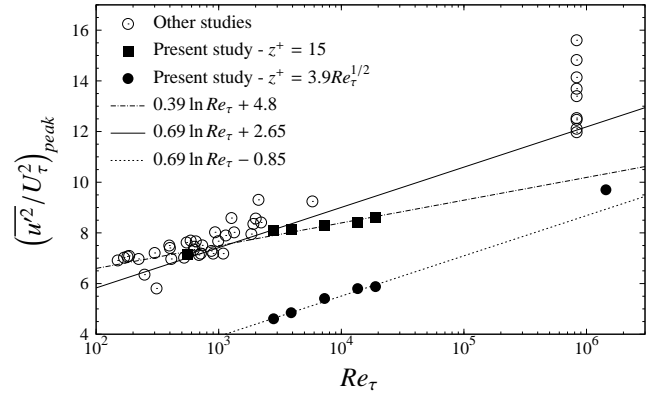 16
14
12
10
8
6
4
10^2
10^3
10^4
10^5
10^6
Other studies
Present study - z^+ = 15
Present study - z^+ = 3.9Re_τ^{1/2}
0.39 ln Re_τ + 4.8
0.69 ln Re_τ + 2.65
0.69 ln Re_τ − 0.85
(\overline{u'^2}/U_τ^2)_{peak}
Re_τ